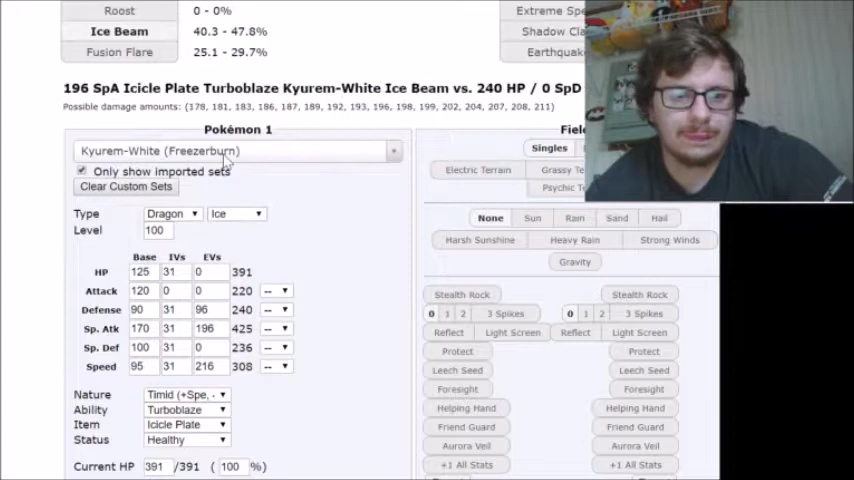 Roost 0 - 0% Extreme Spe
Ice Beam 40.3 - 47.8% Shadow Cla
Fusion Flare 25.1 - 29.7% Earthquak
196 SpA Icicle Plate Turboblaze Kyurem-White Ice Beam vs. 240 HP / 0 SpD
Possible damage amounts: (178, 181, 183, 186, 187, 189, 192, 193, 196, 198, 199, 202, 204, 207, 208, 211)
Pokémon 1 Field
Kyurem-White (Freezerburn) Singles
Only show imported sets Electric Terrain Grassy Te
Clear Custom Sets Psychic Te
Type Dragon Ice None Sun Rain Sand Hail
Level 100 Harsh Sunshine Heavy Rain Strong Winds
Gravity
Base IVs EVs
HP 125 31 0 391
Attack 120 0 0 220 -- Stealth Rock Stealth Rock
Defense 90 31 96 240 -- 0 1 2 3 Spikes 0 3 Spikes
Sp. Atk 170 31 196 425 -- Reflect Light Screen Reflect Light Screen
Sp. Def 100 31 0 236 -- Protect Protect
Speed 95 31 216 308 -- Leech Seed Leech Seed
Foresight Foresight
Nature Timid (+Spe, - Helping Hand Helping Hand
Ability Turboblaze Friend Guard Friend Guard
Item Icicle Plate Aurora Veil Aurora Veil
Status Healthy
Current HP 391 /391 ( 100 %) +1 All Stats +1 All Stats